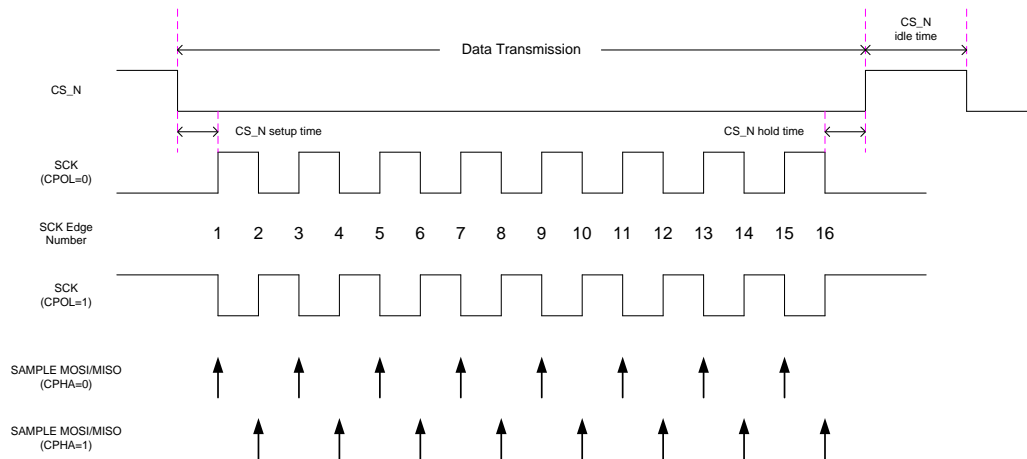 Data Transmission
CS_N
idle time
CS_N
CS_N setup time
CS_N hold time
SCK
(CPOL=0)
SCK Edge
Number
1 2 3 4 5 6 7 8 9 10 11 12 13 14 15 16
SCK
(CPOL=1)
SAMPLE MOSI/MISO
(CPHA=0)
SAMPLE MOSI/MISO
(CPHA=1)